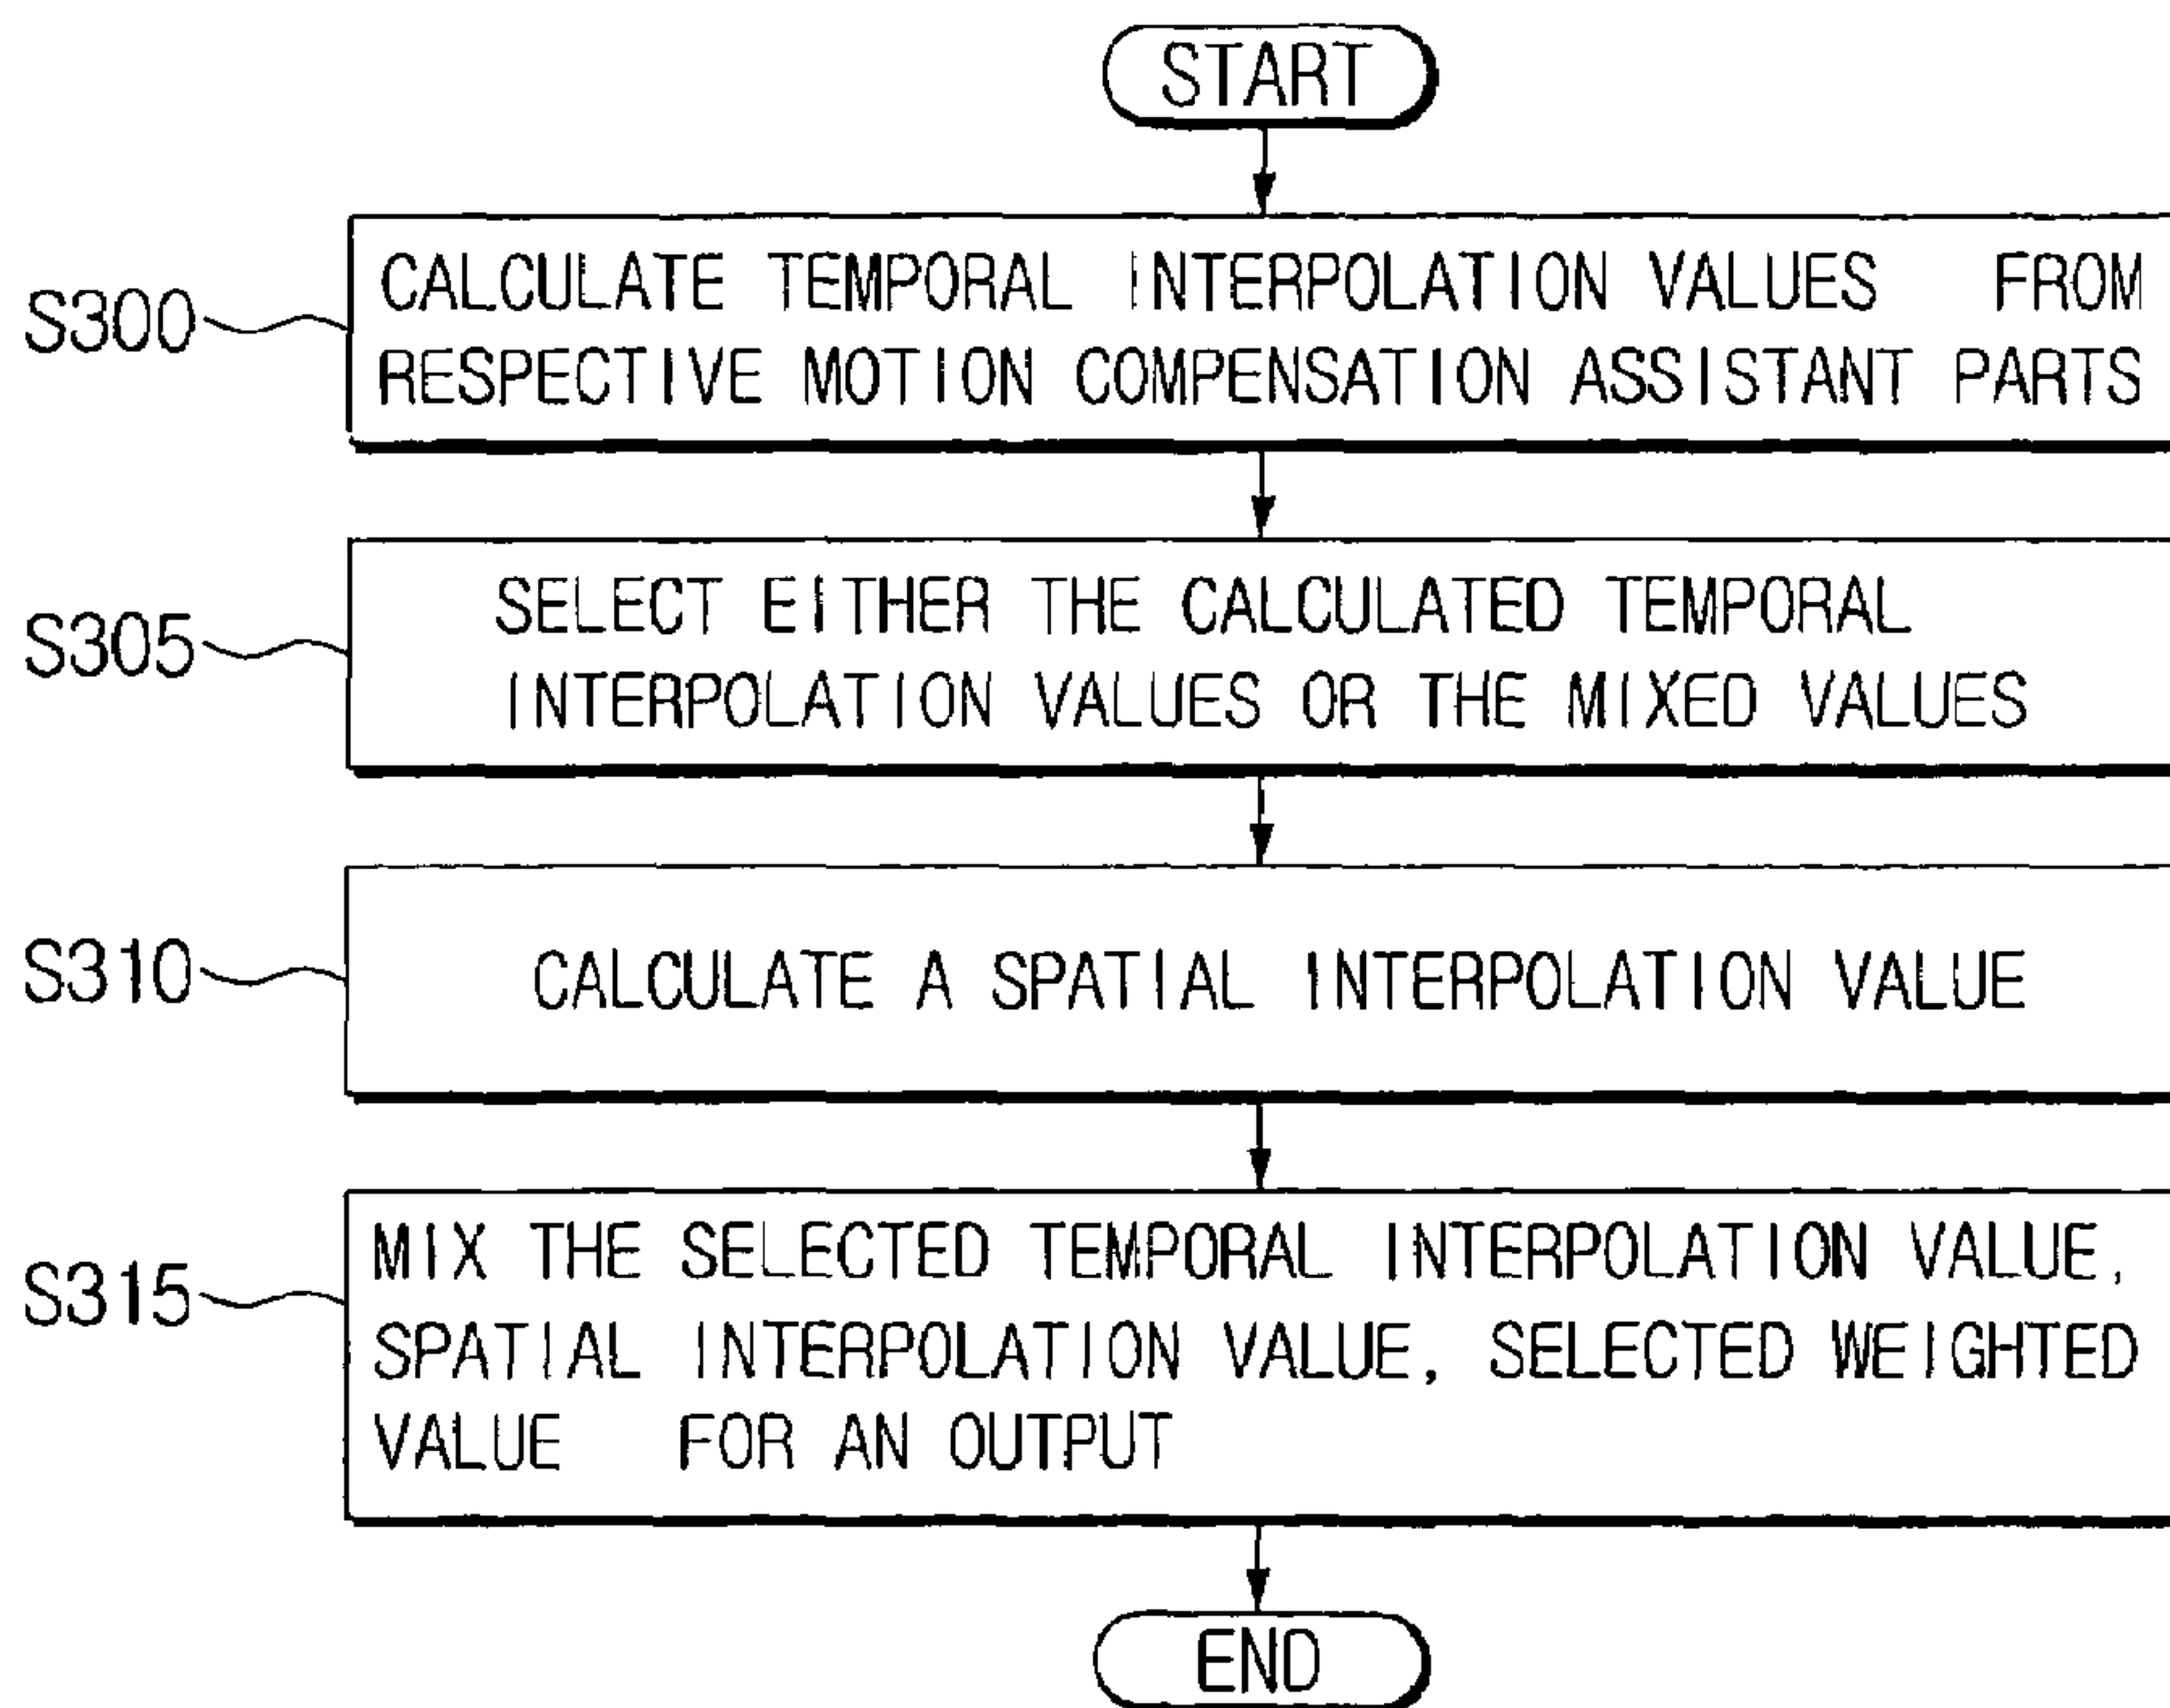 START
S300
CALCULATE TEMPORAL INTERPOLATION VALUES FROM
RESPECTIVE MOTION COMPENSATION ASSISTANT PARTS
S305
SELECT EITHER THE CALCULATED TEMPORAL
INTERPOLATION VALUES OR THE MIXED VALUES
S310
CALCULATE A SPATIAL INTERPOLATION VALUE
S315
MIX THE SELECTED TEMPORAL INTERPOLATION VALUE,
SPATIAL INTERPOLATION VALUE, SELECTED WEIGHTED
VALUE FOR AN OUTPUT
END